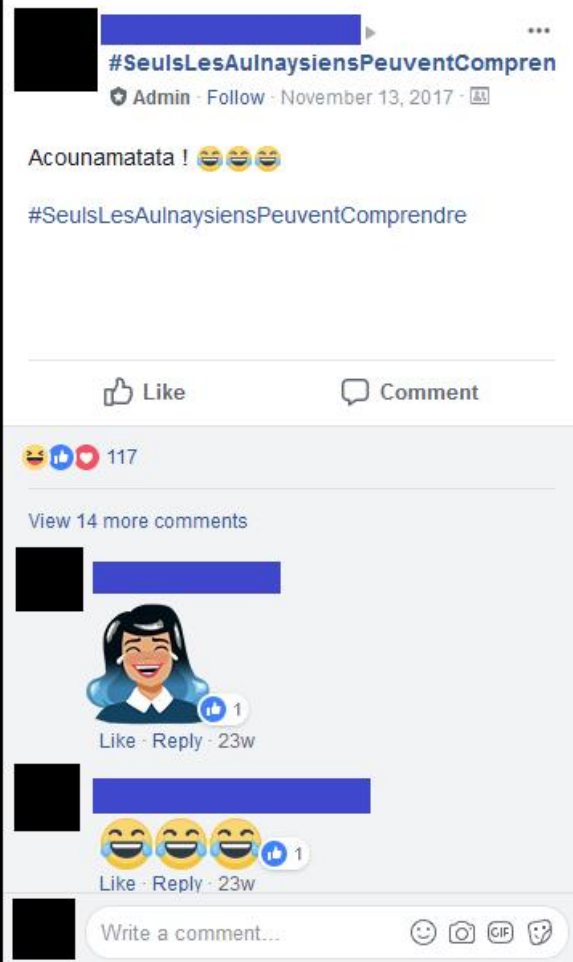 #SeulsLesAulnaysiensPeuventCompren
Admin · Follow · November 13, 2017 ·
Acounamatata ! 😂😂😂
#SeulsLesAulnaysiensPeuventComprendre
Like Comment
117
View 14 more comments
1
Like · Reply · 23w
😂😂😂 1
Like · Reply · 23w
Write a comment... GIF